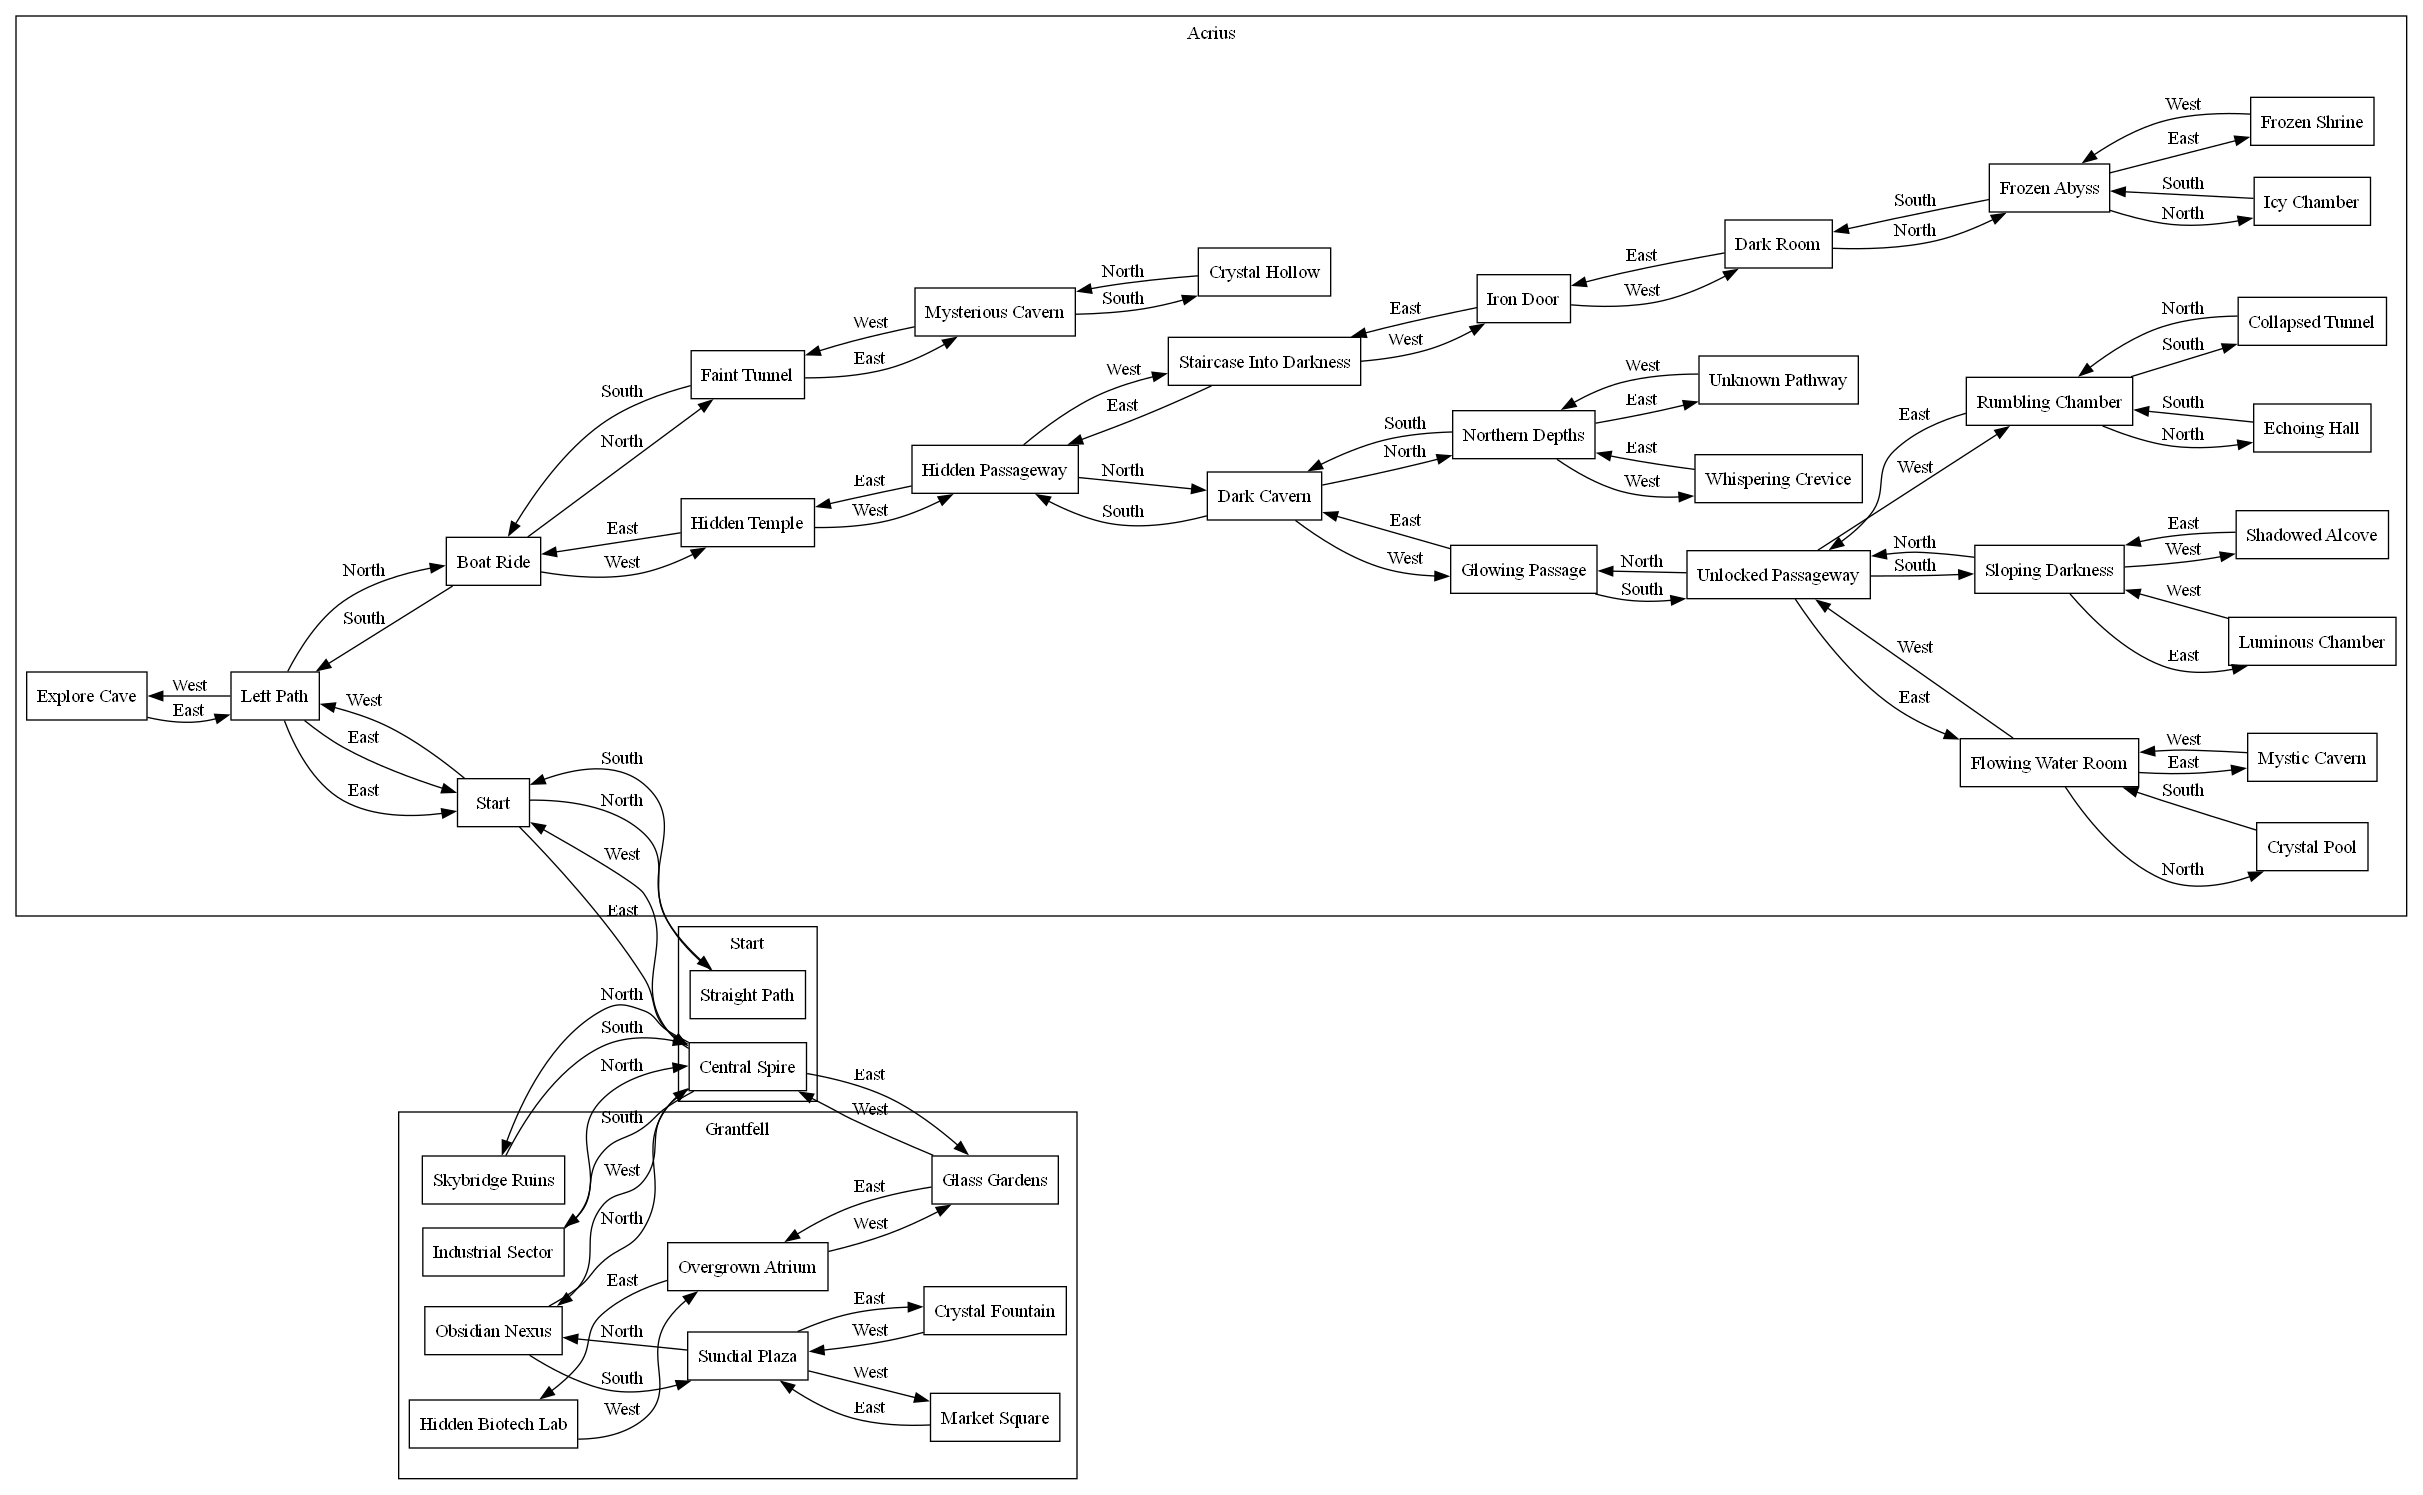 Acrius
West
Frozen Shrine
East
Frozen Abyss
South
Icy Chamber
South
North
Dark Room
North
East
Iron Door
West
North
Crystal Hollow
South
Mysterious Cavern
East
West
Staircase Into Darkness
West
East
Faint Tunnel
South
North
North
Collapsed Tunnel
South
Rumbling Chamber
South
Echoing Hall
North
East
West
West
Unknown Pathway
East
Northern Depths
East
Whispering Crevice
West
South
North
West
East
Hidden Passageway
North
Dark Cavern
South
East
West
Hidden Temple
East
West
Boat Ride
North
South
East
Glowing Passage
West
North
South
Unlocked Passageway
North
South
Sloping Darkness
East
Shadowed Alcove
West
West
Luminous Chamber
East
West
East
Flowing Water Room
West
Mystic Cavern
East
South
Crystal Pool
North
Explore Cave
West
East
Left Path
West
East
East
Start
South
North
West
East
Start
Straight Path
Central Spire
North
South
North
South
West
North
East
West
Grantfell
Skybridge Ruins
Glass Gardens
Industrial Sector
East
West
Overgrown Atrium
East
Obsidian Nexus
North
South
Sundial Plaza
East
Crystal Fountain
West
West
Market Square
East
Hidden Biotech Lab
West